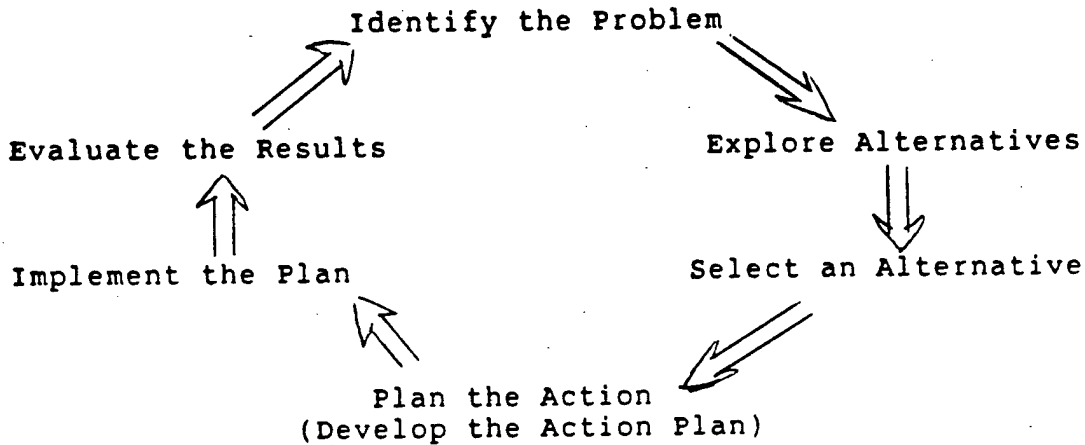 Identify the Problem
Explore Alternatives
Select an Alternative
Plan the Action
(Develop the Action Plan)
Implement the Plan
Evaluate the Results